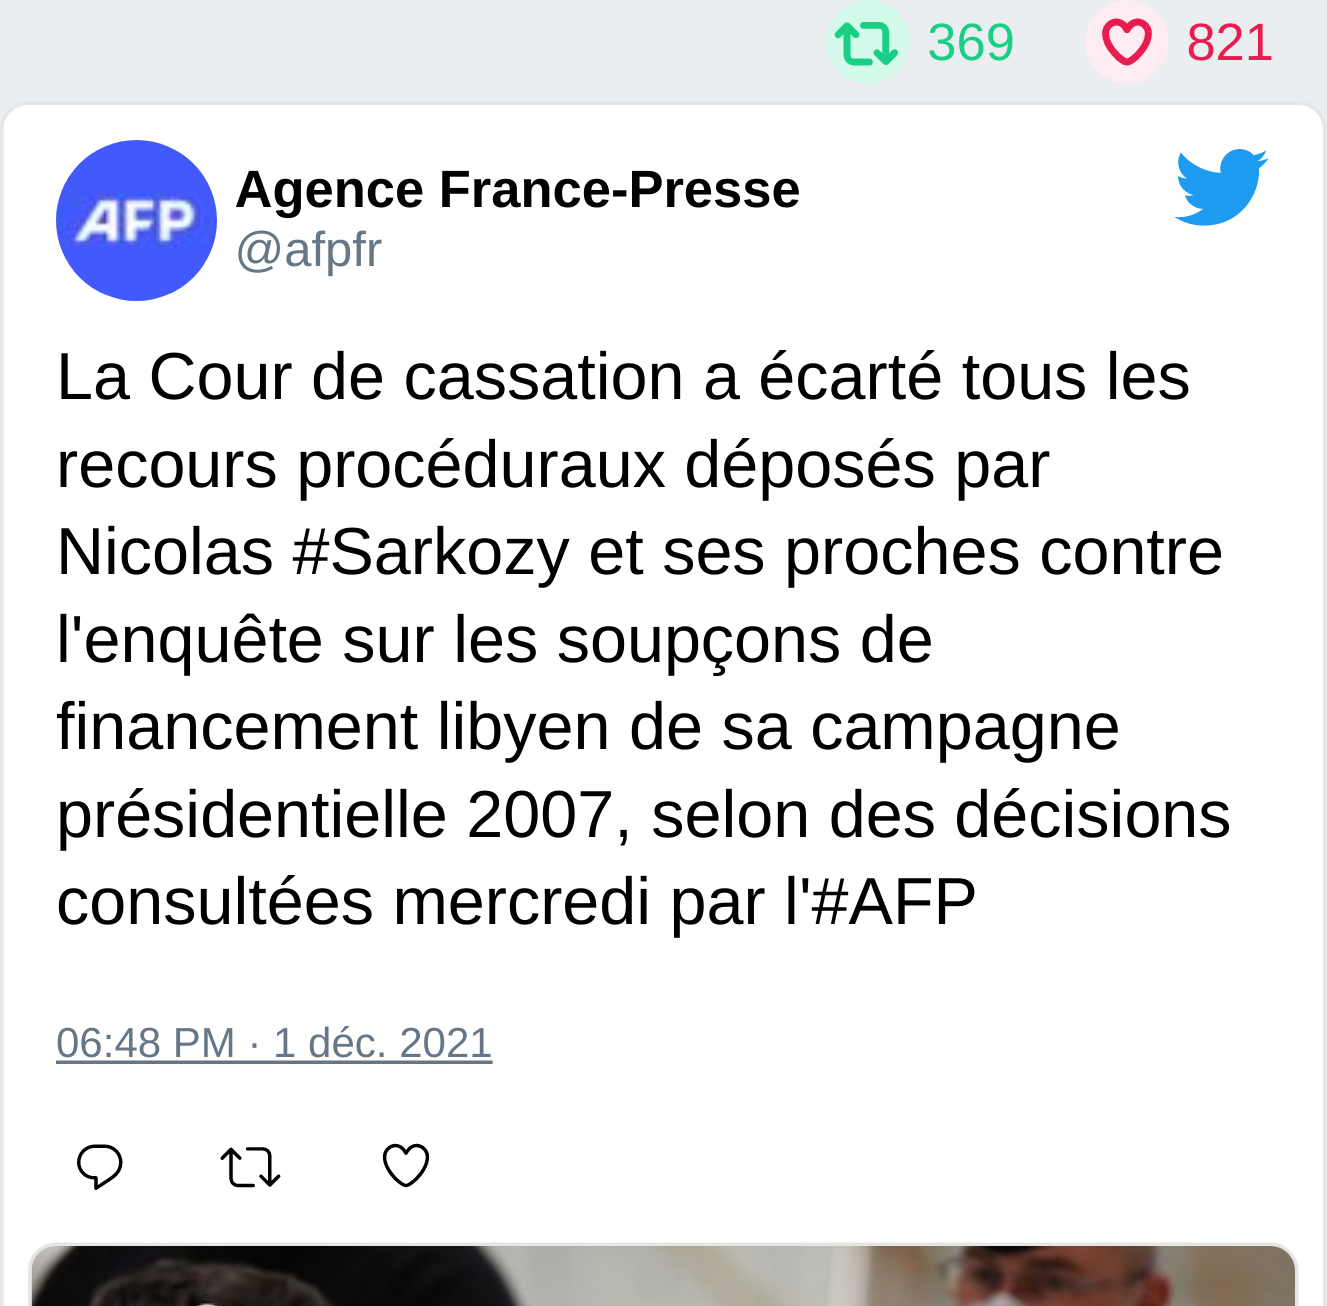 369 821
AFP
Agence France-Presse
@afpfr
La Cour de cassation a écarté tous les
recours procéduraux déposés par
Nicolas #Sarkozy et ses proches contre
l'enquête sur les soupçons de
financement libyen de sa campagne
présidentielle 2007, selon des décisions
consultées mercredi par l'#AFP
06:48 PM · 1 déc. 2021